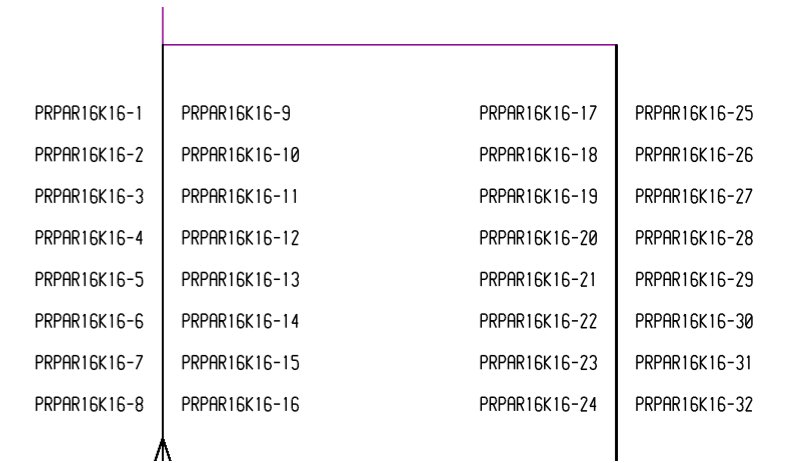 PRPAR16K16-1 PRPAR16K16-9 PRPAR16K16-17 PRPAR16K16-25
PRPAR16K16-2 PRPAR16K16-10 PRPAR16K16-18 PRPAR16K16-26
PRPAR16K16-3 PRPAR16K16-11 PRPAR16K16-19 PRPAR16K16-27
PRPAR16K16-4 PRPAR16K16-12 PRPAR16K16-20 PRPAR16K16-28
PRPAR16K16-5 PRPAR16K16-13 PRPAR16K16-21 PRPAR16K16-29
PRPAR16K16-6 PRPAR16K16-14 PRPAR16K16-22 PRPAR16K16-30
PRPAR16K16-7 PRPAR16K16-15 PRPAR16K16-23 PRPAR16K16-31
PRPAR16K16-8 PRPAR16K16-16 PRPAR16K16-24 PRPAR16K16-32